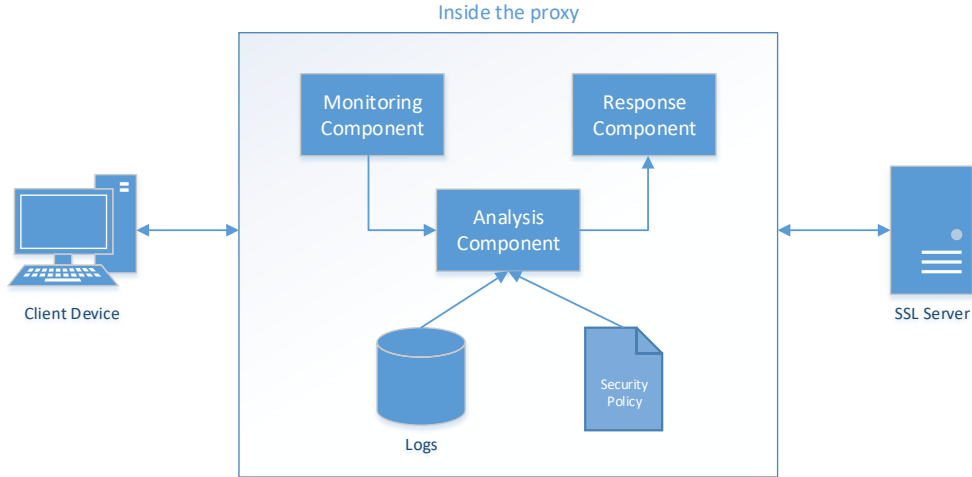 Inside the proxy
Monitoring
Component
Response
Component
Analysis
Component
Client Device
SSL Server
Security
Policy
Logs